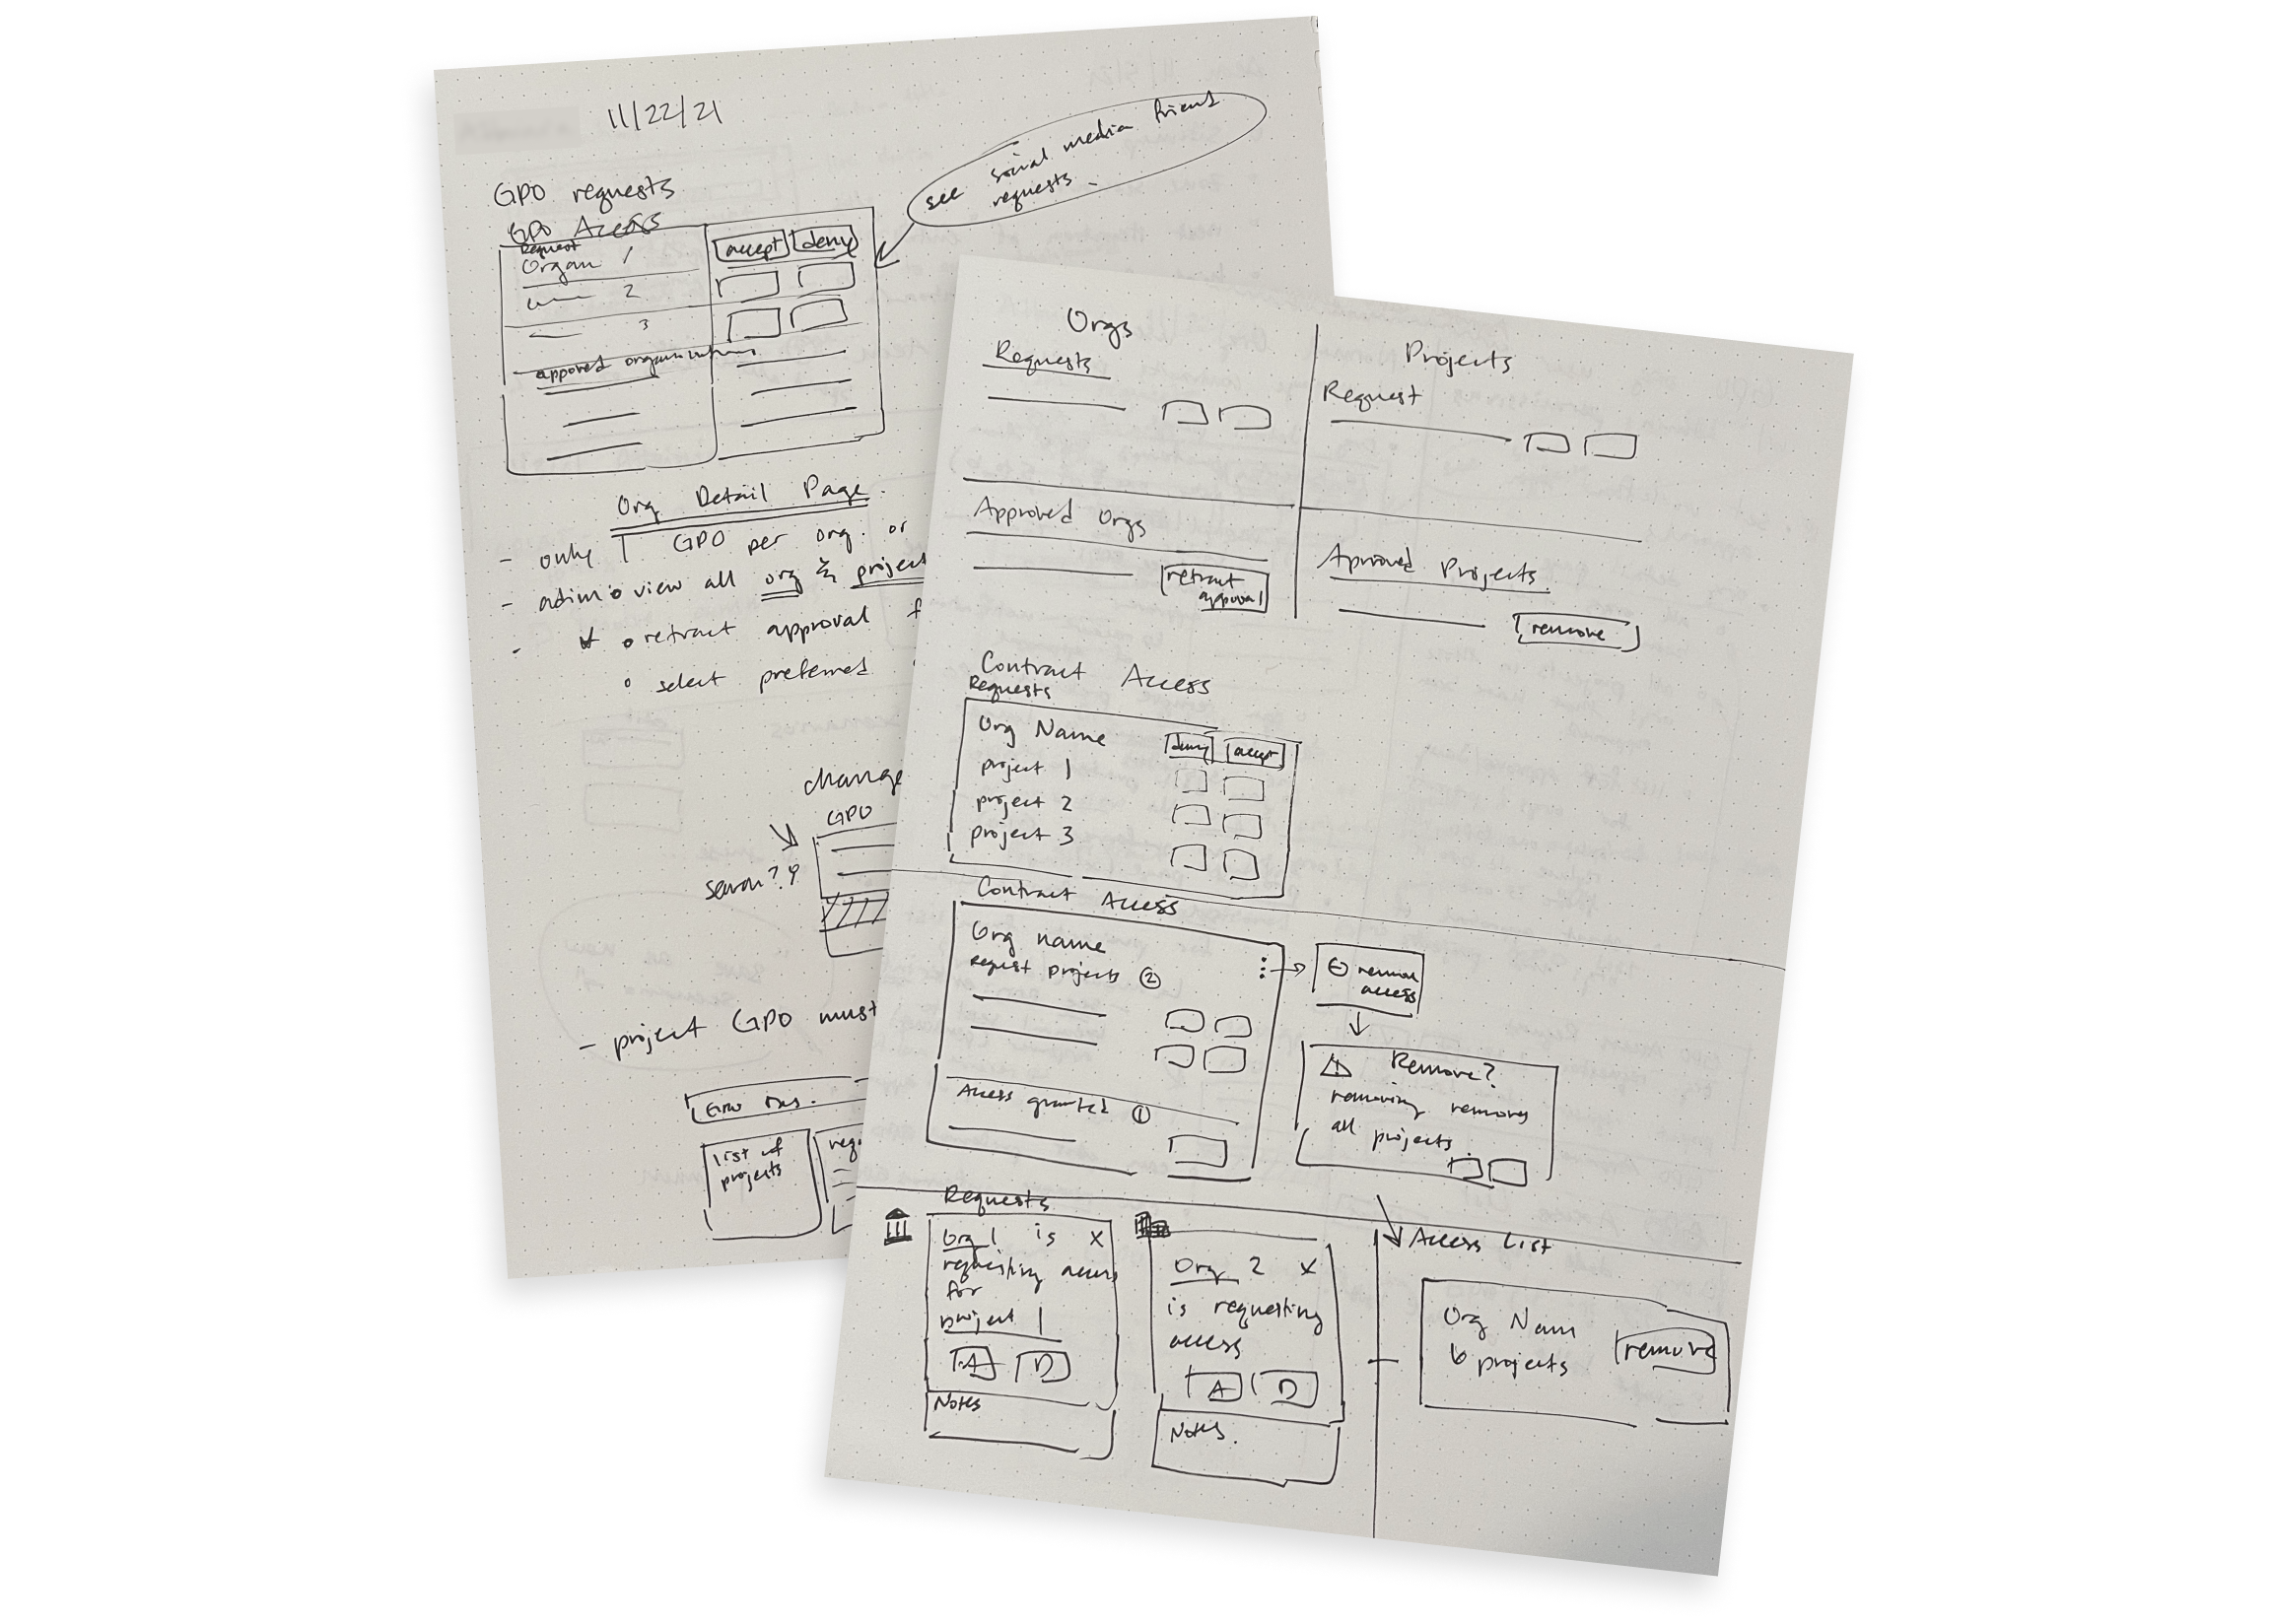 11/22/21
see social media friend
requests
GPO requests
GPO Access
Request
Organ 1
accept deny
2
3
approved organizations
Org Detail Page.
- only 1 GPO per org. or
- admin view all org & project
- retract approval f
select preferred
change
GPO
search?
- project GPO must
list of
projects
Orgs
Requests
Approved Orgs
retract
approval
Projects
Request
Aproved Projects.
remove
Contract Access
Requests
Org Name
deny accept
project 1
project 2
project 3
Contract Access
Org name
request projects 2
Access granted 1
remove
access
Remove?
removing removes
all projects
Requests
Org 1 is X
requesting access
for
project 1
A D
Notes
Org 2 X
is requesting
access
A D
Notes.
Access List
Org Nam
6 projects
remove